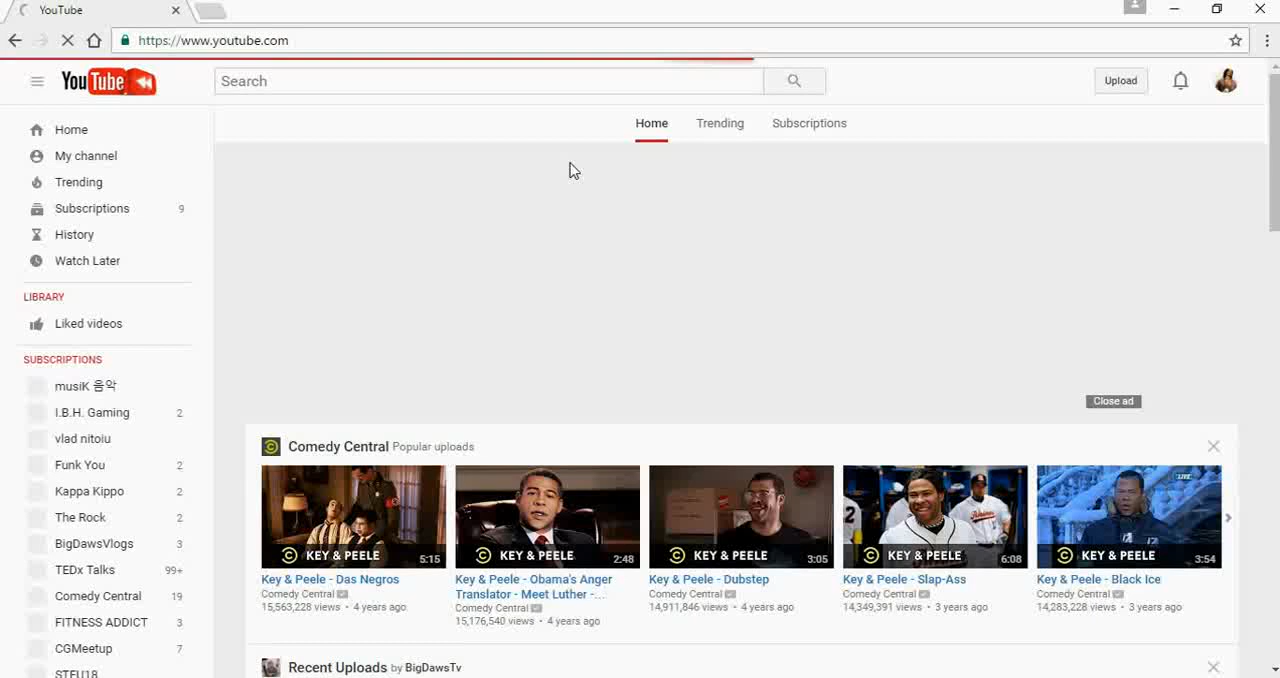 YouTube
https://www.youtube.com
YouTube
Search
Upload
Home Trending Subscriptions
Home
My channel
Trending
Subscriptions 9
History
Watch Later
LIBRARY
Liked videos
SUBSCRIPTIONS
musiK 음악
I.B.H. Gaming 2
vlad nitoiu
Funk You 2
Kappa Kippo 2
The Rock 2
BigDawsVlogs 3
TEDx Talks 99+
Comedy Central 19
FITNESS ADDICT 3
CGMeetup 7
STFU18
Close ad
Comedy Central Popular uploads
KEY & PEELE 5:15
Key & Peele - Das Negros
Comedy Central
15,563,228 views • 4 years ago
KEY & PEELE 2:48
Key & Peele - Obama's Anger
Translator - Meet Luther -...
Comedy Central
15,176,540 views • 4 years ago
KEY & PEELE 3:05
Key & Peele - Dubstep
Comedy Central
14,911,846 views • 4 years ago
KEY & PEELE 6:08
Key & Peele - Slap-Ass
Comedy Central
14,349,391 views • 3 years ago
LIVE
KEY & PEELE 3:54
Key & Peele - Black Ice
Comedy Central
14,283,228 views • 3 years ago
Recent Uploads by BigDawsTv